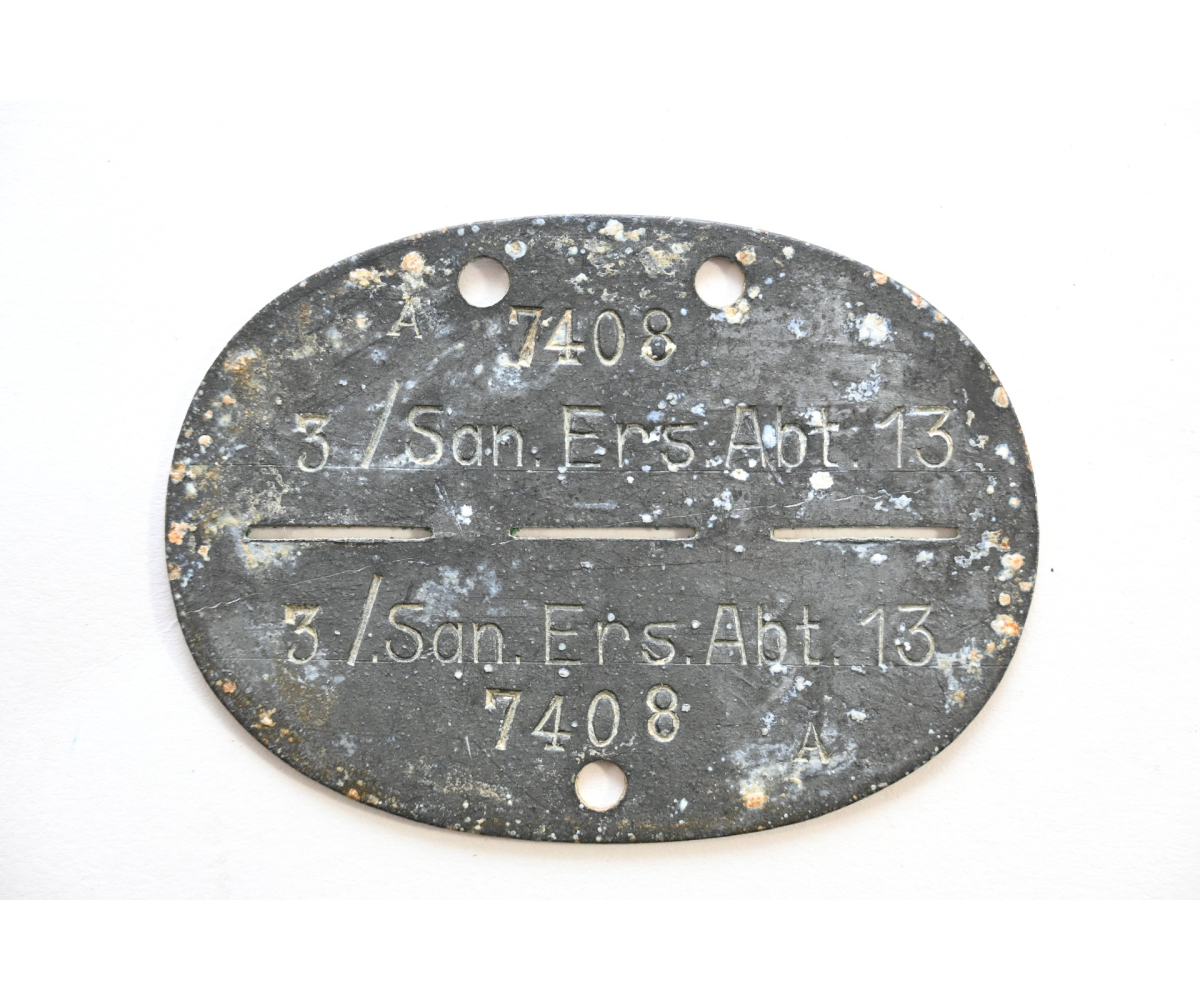 A 7408
3/San. Ers. Abt. 13
3/.San. Ers. Abt. 13
7408 A